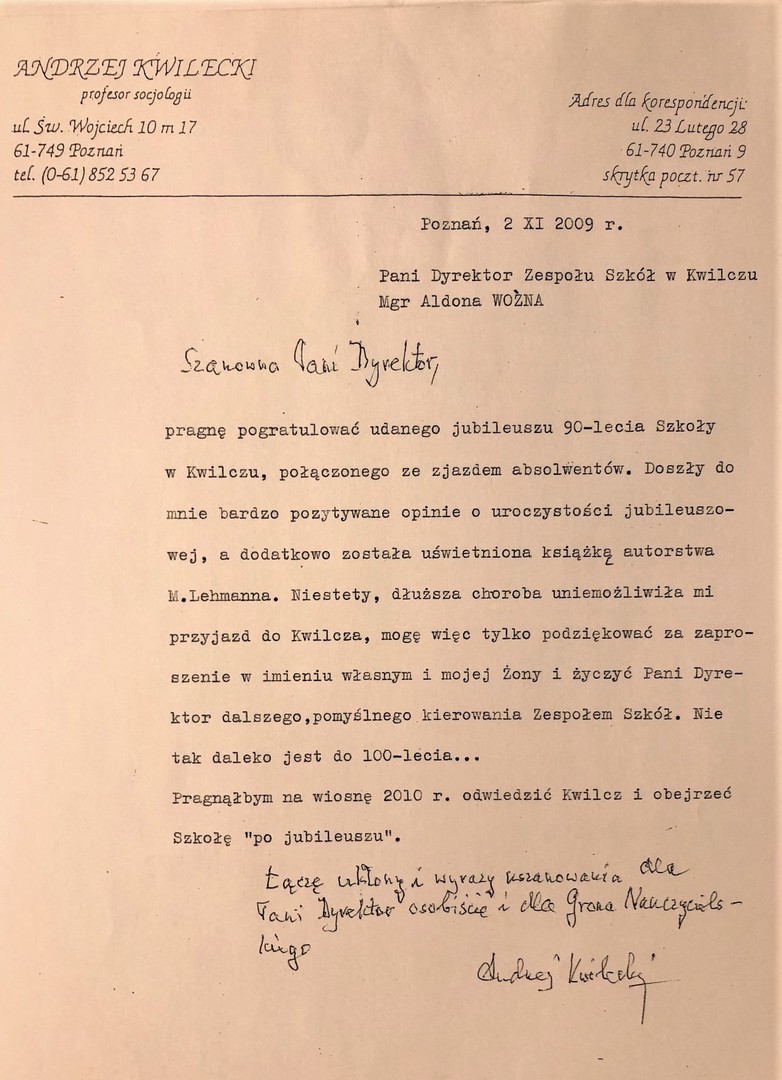 ANDRZEJ KWILECKI
profesor socjologii
ul. Św. Wojciech 10 m 17
61-749 Poznań
tel. (0-61) 852 53 67
Adres dla korespondencji:
ul. 23 Lutego 28
61-740 Poznań 9
skrytka poczt. nr 57
Poznań, 2 XI 2009 r.
Pani Dyrektor Zespołu Szkół w Kwilczu
Mgr Aldona WOŹNA
Szanowna Pani Dyrektor,
pragnę pogratulować udanego jubileuszu 90-lecia Szkoły
w Kwilczu, połączonego ze zjazdem absolwentów. Doszły do
mnie bardzo pozytywane opinie o uroczystości jubileuszo-
wej, a dodatkowo została uświetniona książką autorstwa
M.Lehmanna. Niestety, dłuższa choroba uniemożliwiła mi
przyjazd do Kwilcza, mogę więc tylko podziękować za zapro-
szenie w imieniu własnym i mojej Żony i życzyć Pani Dyre-
ktor dalszego,pomyślnego kierowania Zespołem Szkół. Nie
tak daleko jest do 100-lecia...
Pragnąłbym na wiosnę 2010 r. odwiedzić Kwilcz i obejrzeć
Szkołę "po jubileuszu".
Łączę ukłony i wyrazy uszanowania dla
Pani Dyrektor osobiście i dla Grona Nauczyciels-
kiego
Andrzej Kwilecki